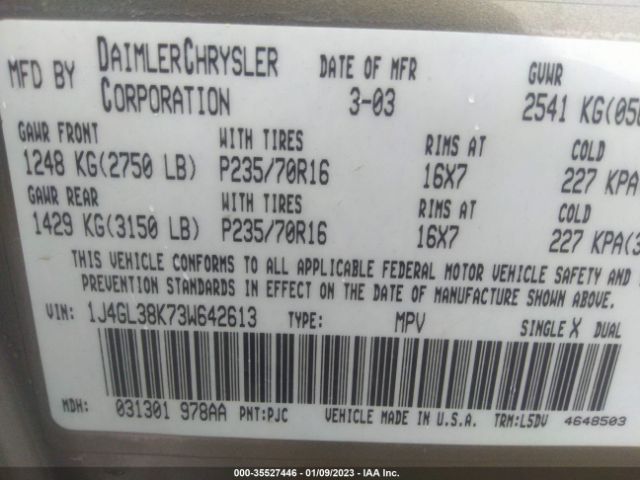 MFD BY DAIMLERCHRYSLER CORPORATION DATE OF MFR 3-03 GVWR 2541 KG(
GAWR FRONT WITH TIRES RIMS AT COLD
1248 KG(2750 LB) P235/70R16 16X7 227 KPA
GAWR REAR WITH TIRES RIMS AT COLD
1429 KG(3150 LB) P235/70R16 16X7 227 KPA(3
THIS VEHICLE CONFORMS TO ALL APPLICABLE FEDERAL MOTOR VEHICLE SAFETY AND
PREVENTION STANDARDS IN EFFECT ON THE DATE OF MANUFACTURE SHOWN ABOVE.
VIN: 1J4GL38K73W642613 TYPE: MPV SINGLE X DUAL
MDH: 031301 978AA PNT:PJC VEHICLE MADE IN U.S.A. TRM:L5DV 4648503
000-35527446 - 01/09/2023 - IAA Inc.